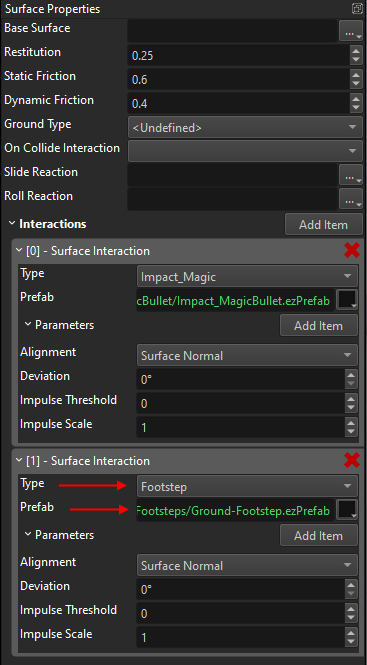 Surface Properties
Base Surface ...
Restitution 0.25
Static Friction 0.6
Dynamic Friction 0.4
Ground Type <Undefined>
On Collide Interaction
Slide Reaction ...
Roll Reaction ...
Interactions Add Item
[0] - Surface Interaction
Type Impact_Magic
Prefab cBullet/Impact_MagicBullet.ezPrefab
Parameters Add Item
Alignment Surface Normal
Deviation 0°
Impulse Threshold 0
Impulse Scale 1
[1] - Surface Interaction
Type Footstep
Prefab Footsteps/Ground-Footstep.ezPrefab
Parameters Add Item
Alignment Surface Normal
Deviation 0°
Impulse Threshold 0
Impulse Scale 1